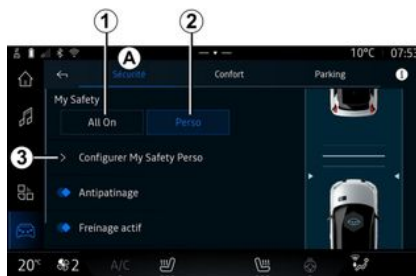 1
2
A
10°C 07:53
Sécurité Confort Parking
My Safety
All On Perso
3
Configurer My Safety Perso
Antipatinage
Freinage actif
20°C 2 A/C